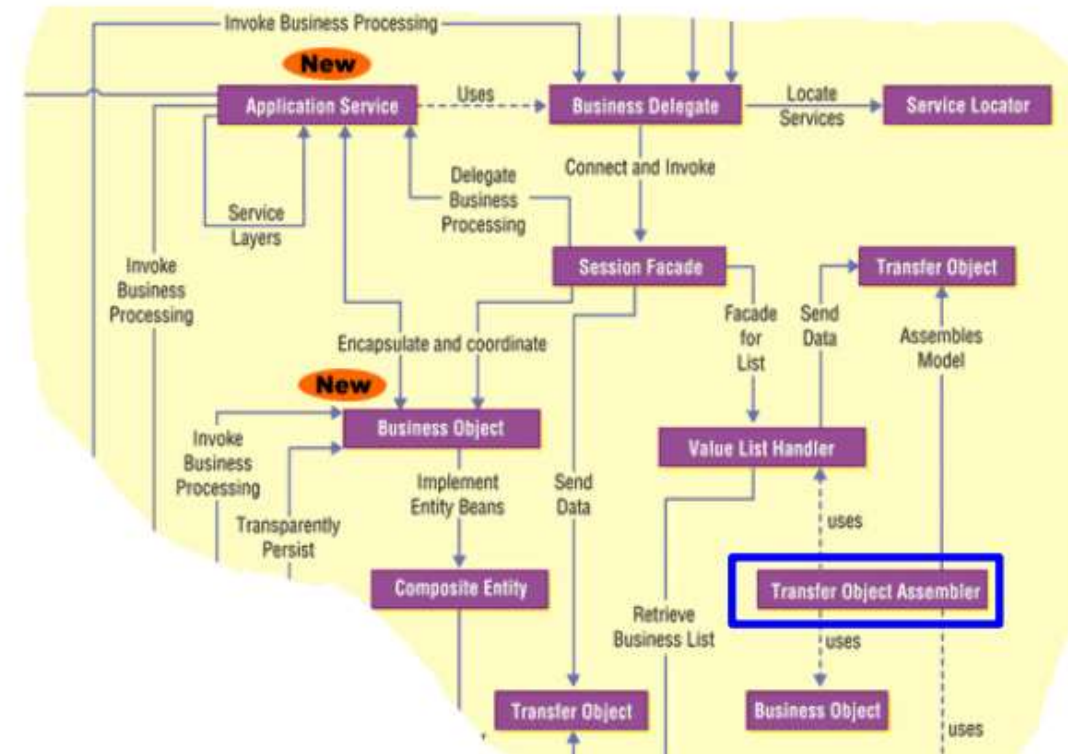 Invoke Business Processing
New
Application Service
Uses
Business Delegate
Locate
Services
Service Locator
Connect and Invoke
Delegate
Business
Processing
Service
Layers
Invoke
Business
Processing
Session Facade
Transfer Object
Facade
for
List
Send
Data
Assembles
Model
Encapsulate and coordinate
New
Business Object
Value List Handler
Invoke
Business
Processing
Implement
Entity Beans
Send
Data
Transparently
Persist
uses
Composite Entity
Transfer Object Assembler
Retrieve
Business List
uses
Transfer Object
Business Object
uses